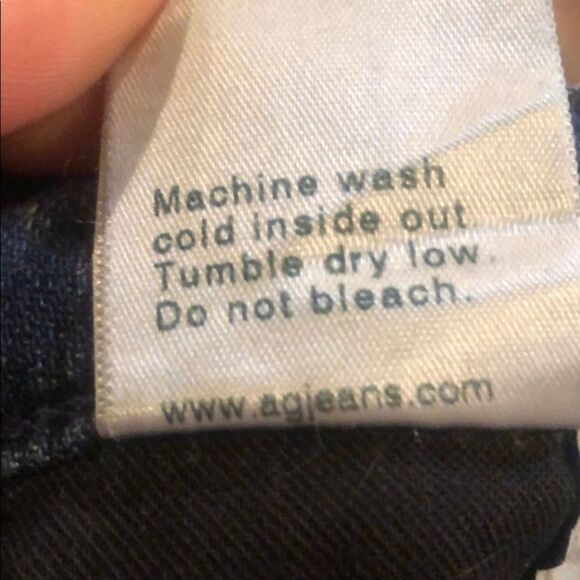 Machine wash
cold inside out.
Tumble dry low.
Do not bleach.
www.agjeans.com